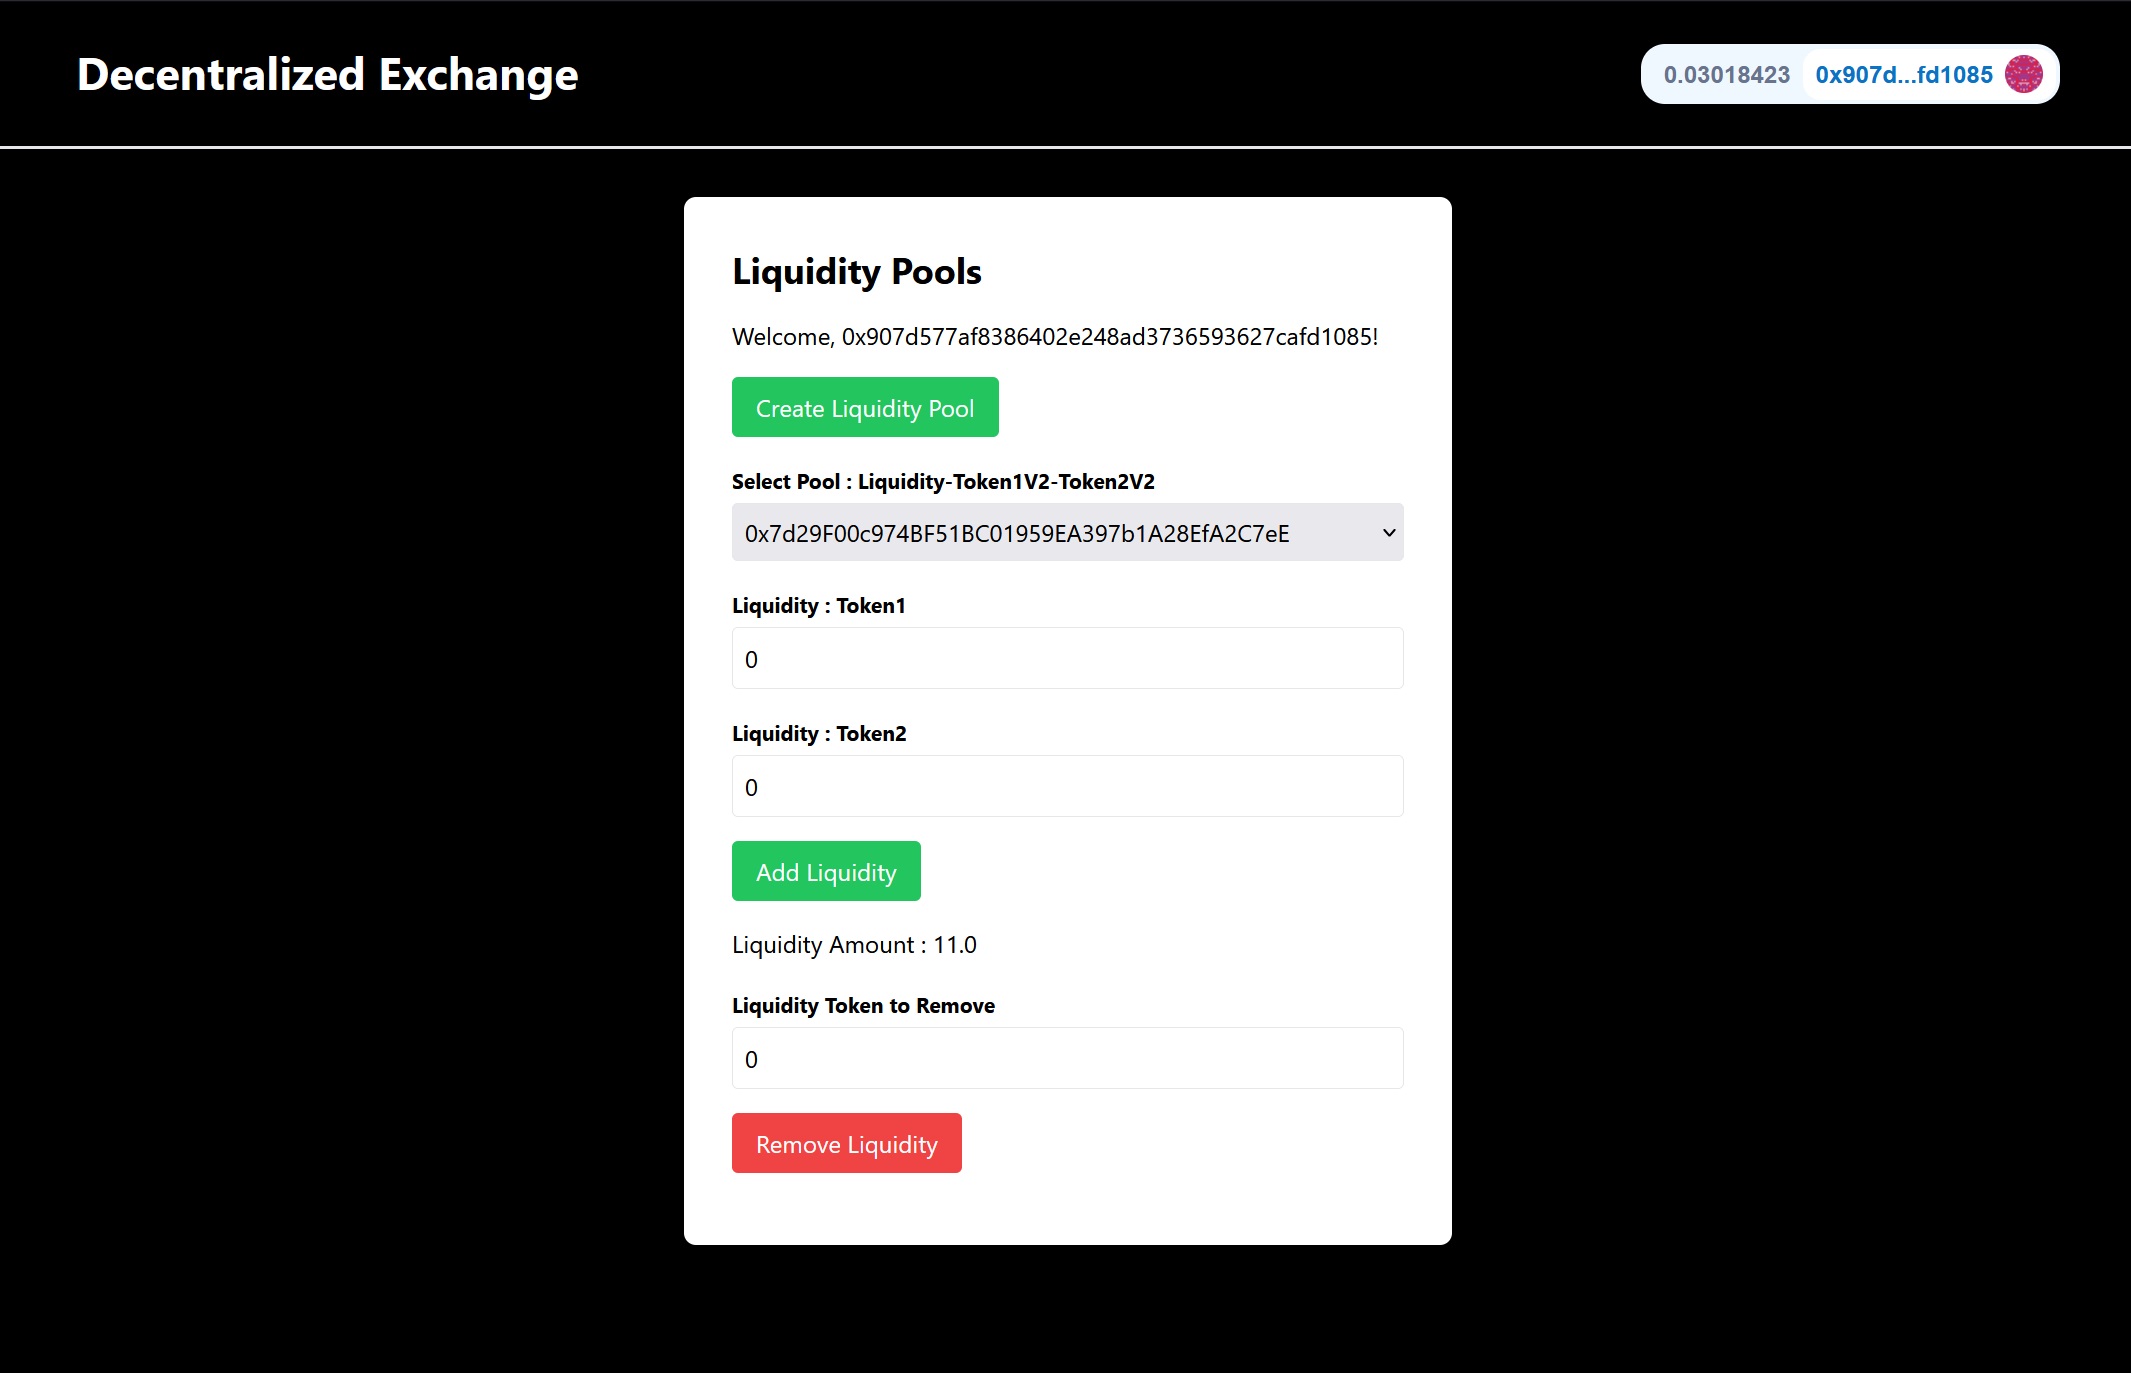 Decentralized Exchange
0.03018423 0x907d...fd1085
Liquidity Pools
Welcome, 0x907d577af8386402e248ad3736593627cafd1085!
Create Liquidity Pool
Select Pool : Liquidity-Token1V2-Token2V2
0x7d29F00c974BF51BC01959EA397b1A28EfA2C7eE
Liquidity : Token1
0
Liquidity : Token2
0
Add Liquidity
Liquidity Amount : 11.0
Liquidity Token to Remove
0
Remove Liquidity